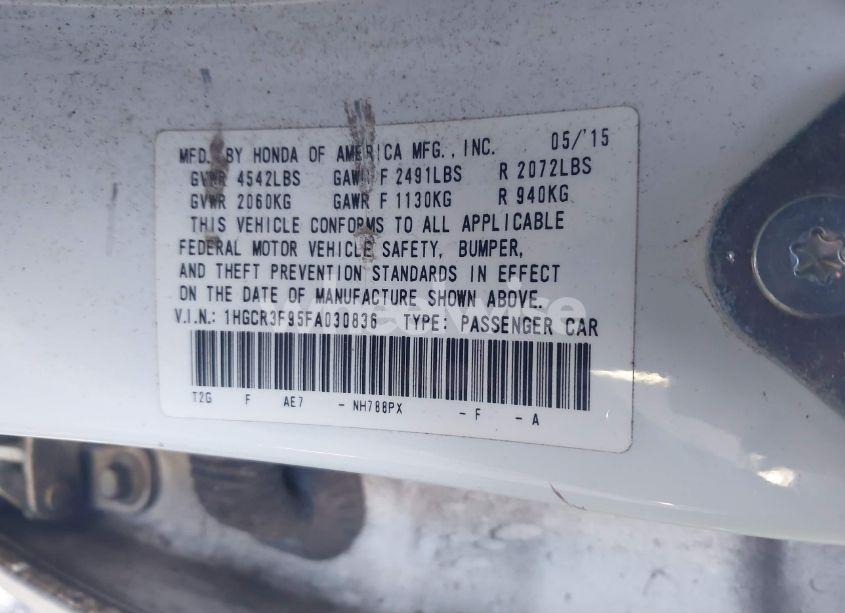 MFD. BY HONDA OF AMERICA MFG., INC. 05/'15
GVWR 4542LBS GAWR F 2491LBS R 2072LBS
GVWR 2060KG GAWR F 1130KG R 940KG
THIS VEHICLE CONFORMS TO ALL APPLICABLE
FEDERAL MOTOR VEHICLE SAFETY, BUMPER,
AND THEFT PREVENTION STANDARDS IN EFFECT
ON THE DATE OF MANUFACTURE SHOWN ABOVE.
V.I.N.: 1HGCR3F95FA030836 TYPE: PASSENGER CAR
T2G F AE7 - NH788PX - F - A